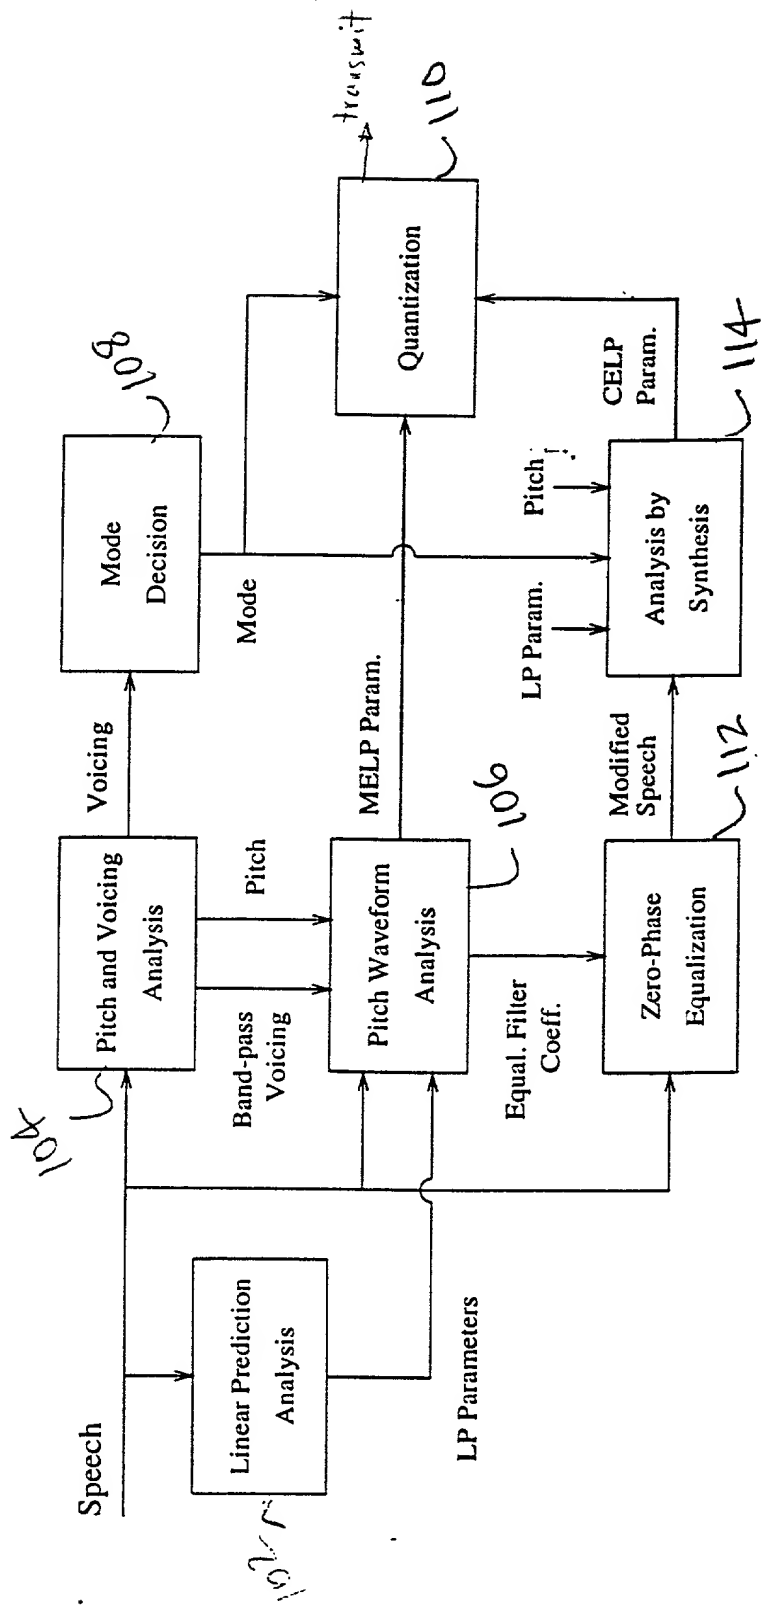 Speech
Linear Prediction
Analysis
102
LP Parameters
104
Pitch and Voicing
Analysis
Voicing
Mode
Decision
108
Mode
Band-pass
Voicing
Pitch
Pitch Waveform
Analysis
106
MELP Param.
Quantization
transmit
110
Equal. Filter
Coeff.
Zero-Phase
Equalization
112
Modified
Speech
LP Param.
Pitch
Analysis by
Synthesis
114
CELP
Param.